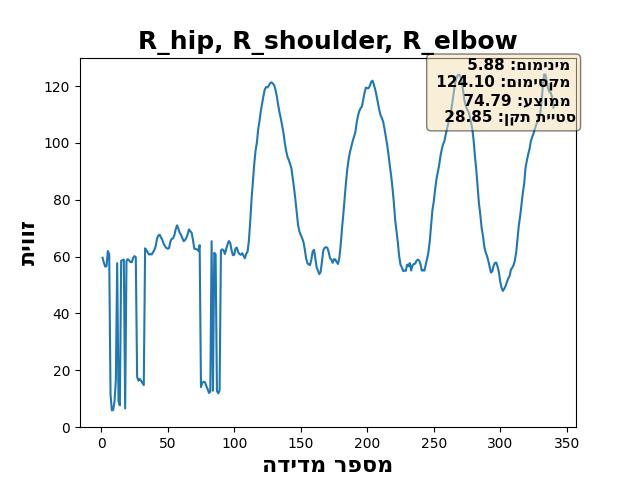 R_hip, R_shoulder, R_elbow
מינימום: 5.88
מקסימום: 124.10
ממוצע: 74.79
סטיית תקן: 28.85
120
100
80
60
40
20
0
זווית
0 50 100 150 200 250 300 350
מספר מדידה